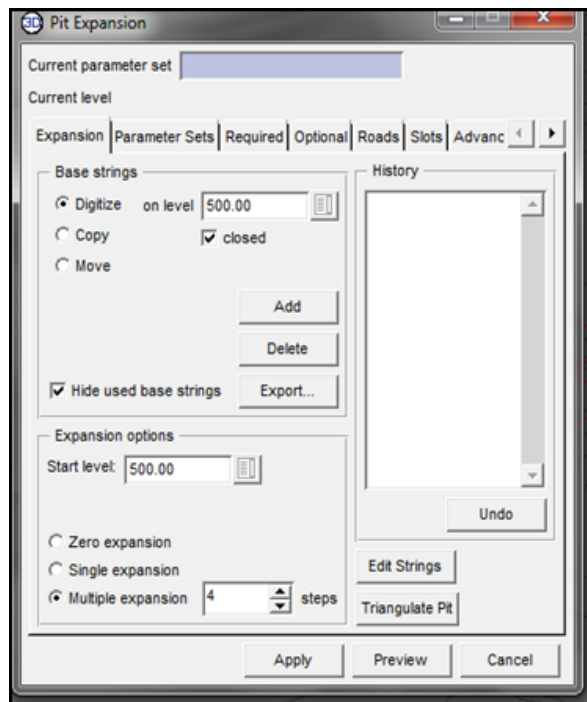 3D Pit Expansion
Current parameter set
Current level
Expansion Parameter Sets Required Optional Roads Slots Advanc
Base strings
Digitize on level 500.00
Copy closed
Move
Add
Delete
Hide used base strings Export...
Expansion options
Start level: 500.00
Zero expansion
Single expansion
Multiple expansion 4 steps
History
Undo
Edit Strings
Triangulate Pit
Apply Preview Cancel